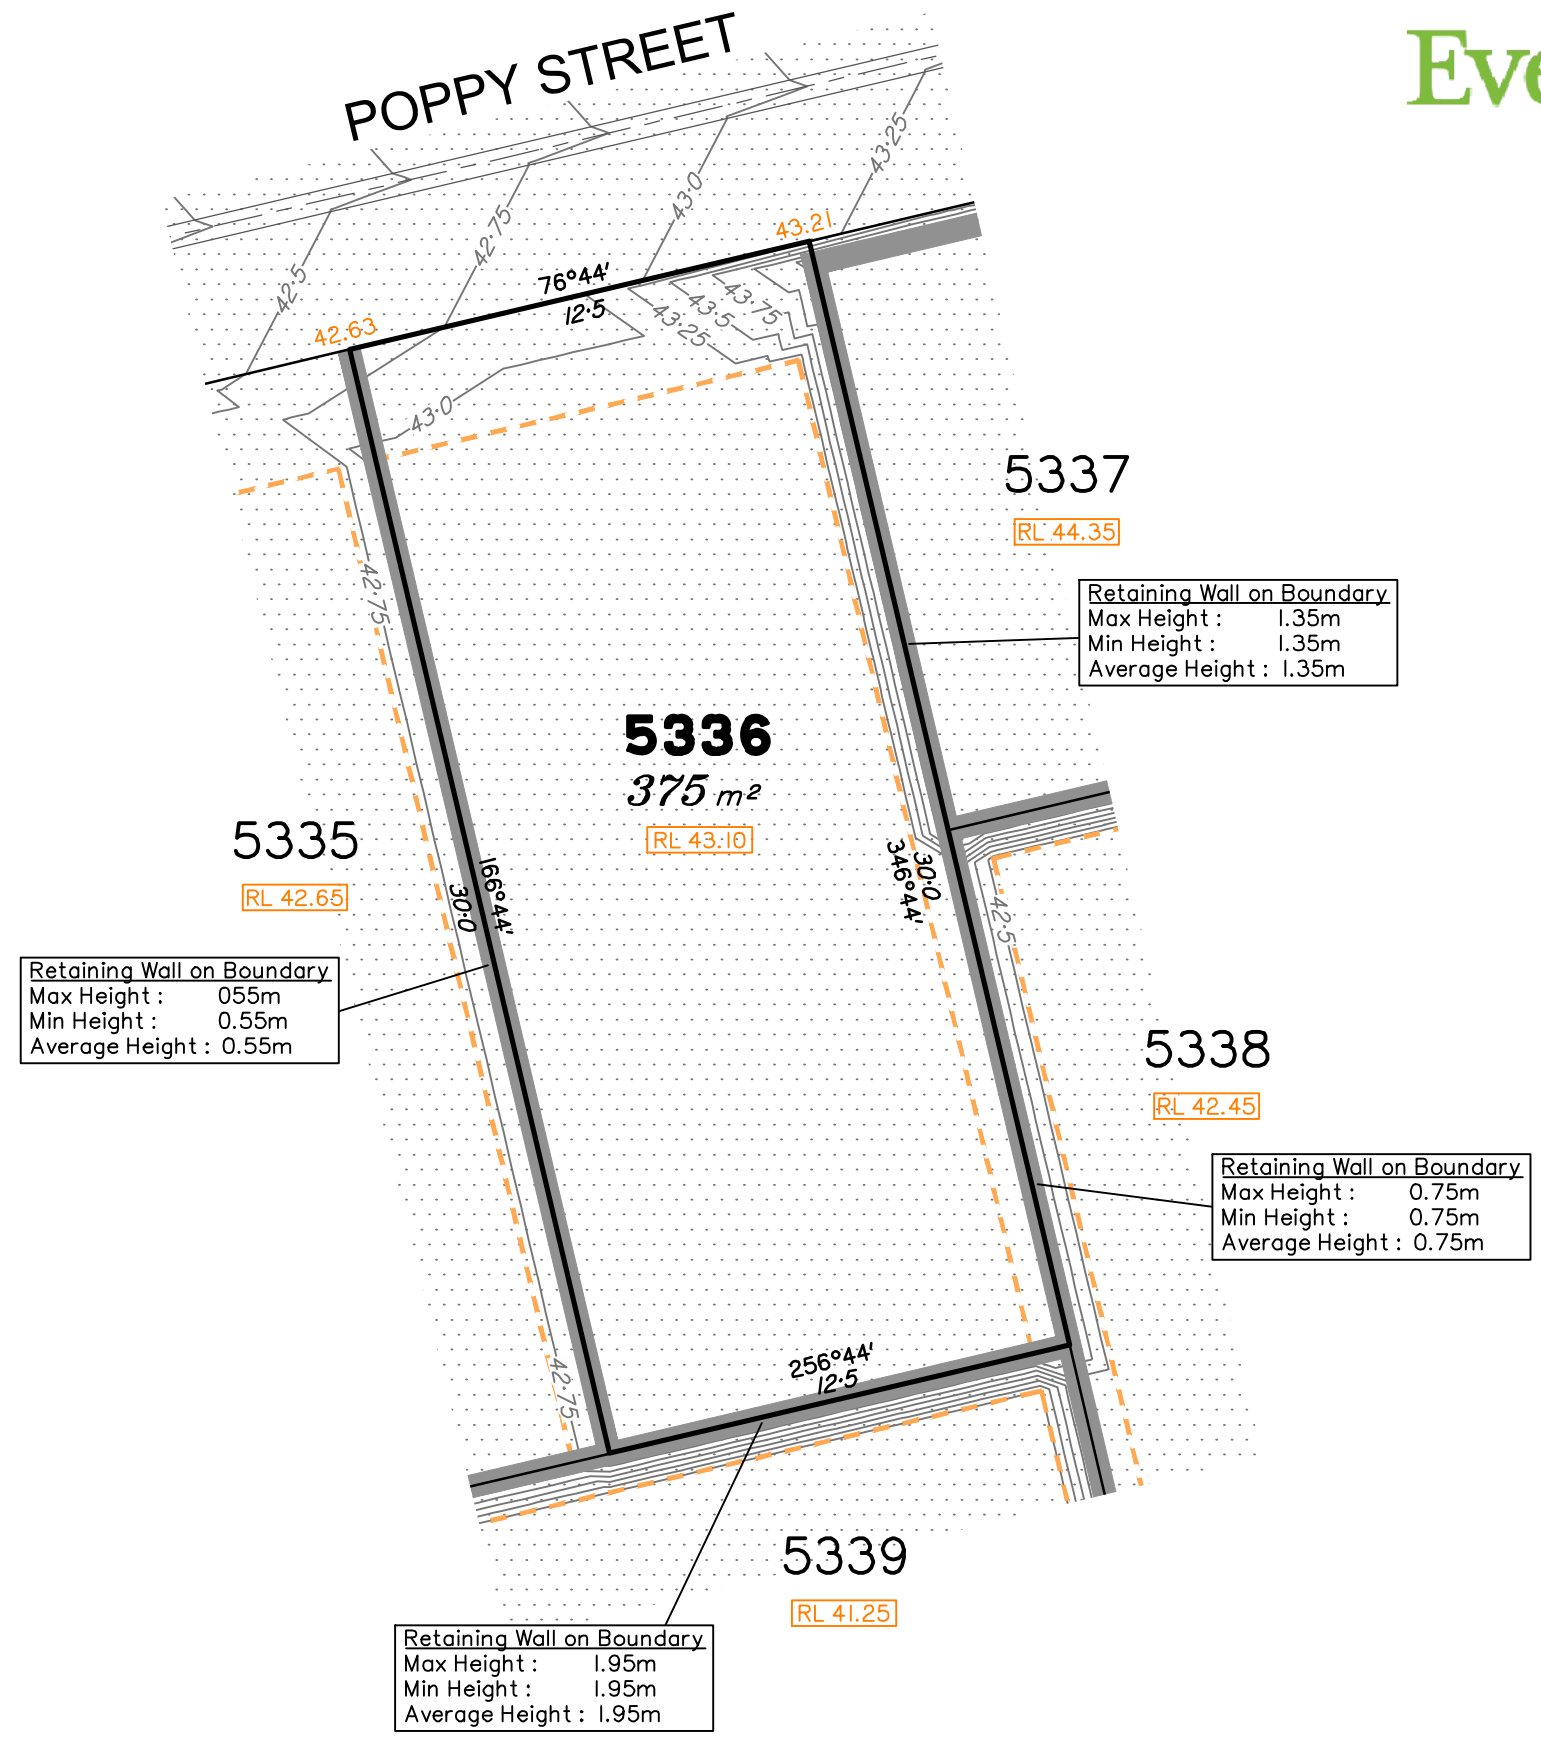 POPPY STREET
Eve
43·25
43·0
42·75
42·5
43.21
42.63
76°44'
12·5
43·75
43·5
43·25
43·0
5337
RL 44.35
42·75
Retaining Wall on Boundary
Max Height : 1.35m
Min Height : 1.35m
Average Height : 1.35m
5336
375 m²
RL 43.10
5335
RL 42.65
166°44'
30·0
30·0
346°44'
42·5
Retaining Wall on Boundary
Max Height : 055m
Min Height : 0.55m
Average Height : 0.55m
5338
RL 42.45
Retaining Wall on Boundary
Max Height : 0.75m
Min Height : 0.75m
Average Height : 0.75m
256°44'
12·5
42·75
5339
RL 41.25
Retaining Wall on Boundary
Max Height : 1.95m
Min Height : 1.95m
Average Height : 1.95m